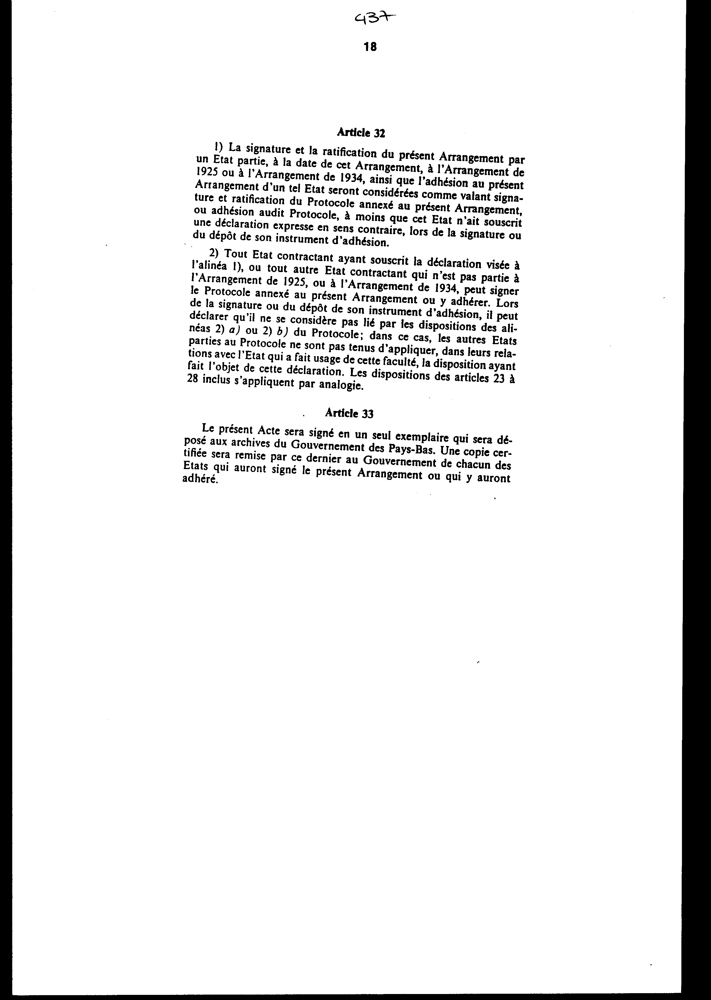 437
18
Article 32
1) La signature et la ratification du présent Arrangement par
un Etat partie, à la date de cet Arrangement, à l'Arrangement de
1925 ou à l'Arrangement de 1934, ainsi que l'adhésion au présent
Arrangement d'un tel Etat seront considérées comme valant signa-
ture et ratification du Protocole annexé au présent Arrangement,
ou adhésion audit Protocole, à moins que cet Etat n'ait souscrit
une déclaration expresse en sens contraire, lors de la signature ou
du dépôt de son instrument d'adhésion.
2) Tout Etat contractant ayant souscrit la déclaration visée à
l'alinéa 1), ou tout autre Etat contractant qui n'est pas partie à
l'Arrangement de 1925, ou à l'Arrangement de 1934, peut signer
le Protocole annexé au présent Arrangement ou y adhérer. Lors
de la signature ou du dépôt de son instrument d'adhésion, il peut
déclarer qu'il ne se considère pas lié par les dispositions des ali-
néas 2) a) ou 2) b) du Protocole; dans ce cas, les autres Etats
parties au Protocole ne sont pas tenus d'appliquer, dans leurs rela-
tions avec l'Etat qui a fait usage de cette faculté, la disposition ayant
fait l'objet de cette déclaration. Les dispositions des articles 23 à
28 inclus s'appliquent par analogie.
Article 33
Le présent Acte sera signé en un seul exemplaire qui sera dé-
posé aux archives du Gouvernement des Pays-Bas. Une copie cer-
tifiée sera remise par ce dernier au Gouvernement de chacun des
Etats qui auront signé le présent Arrangement ou qui y auront
adhéré.